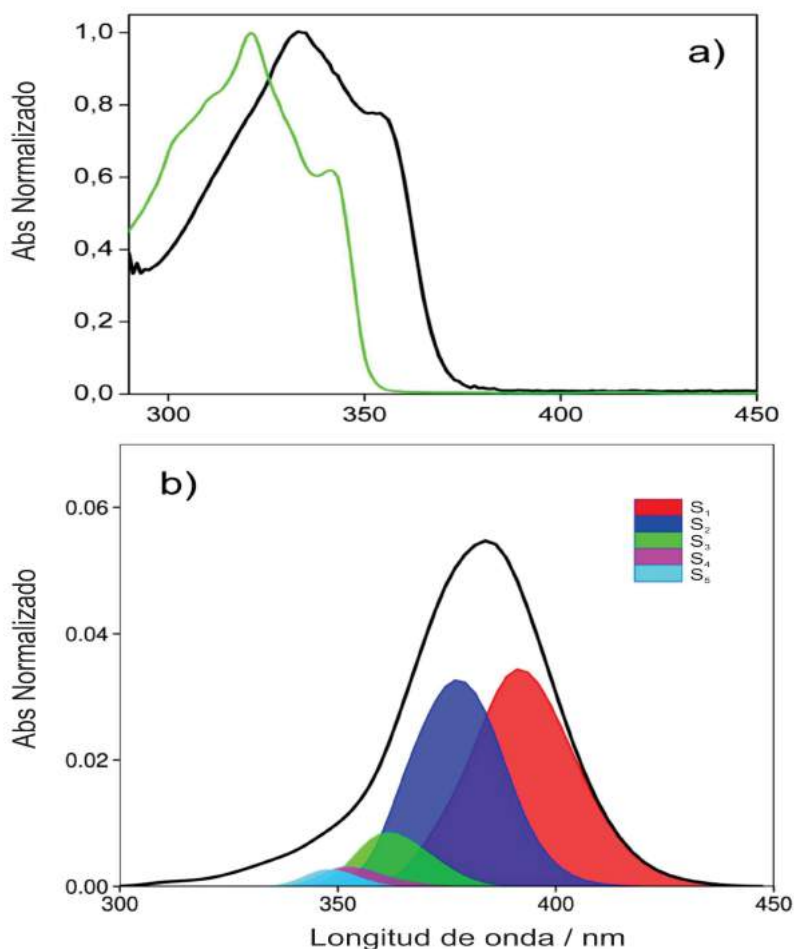 a)
Abs Normalizado
1,0
0,8
0,6
0,4
0,2
0,0
300 350 400 450
b)
Abs Normalizado
0.06
0.04
0.02
0.00
S₁
S₂
S₃
S₄
S₅
300 350 400 450
Longitud de onda / nm